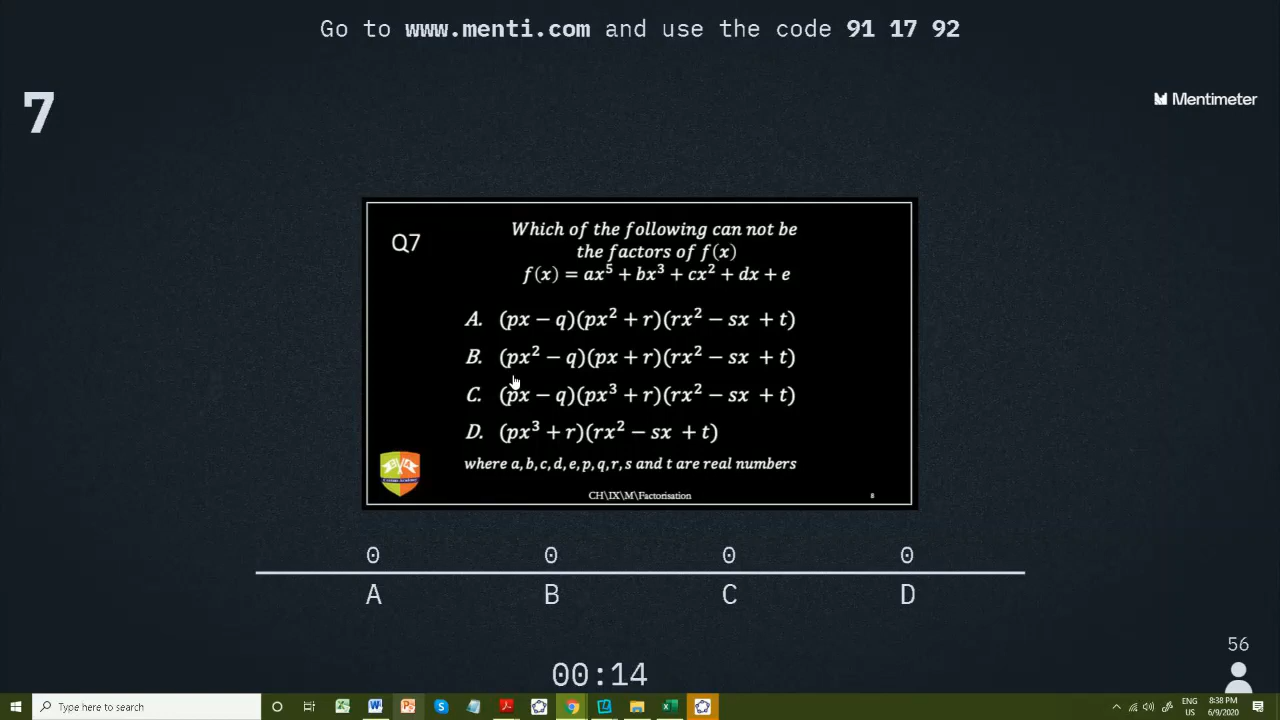 Go to www.menti.com and use the code 91 17 92
7
Mentimeter
Q7
Which of the following can not be
the factors of f(x)
f(x) = ax⁵ + bx³ + cx² + dx + e
A. (px − q)(px² + r)(rx² − sx + t)
B. (px² − q)(px + r)(rx² − sx + t)
C. (px − q)(px³ + r)(rx² − sx + t)
D. (px³ + r)(rx² − sx + t)
where a, b, c, d, e, p, q, r, s and t are real numbers
CH\IX\M\Factorisation
8
0 0 0 0
A B C D
00:14
56
Type here to search
ENG
US
8:38 PM
6/9/2020